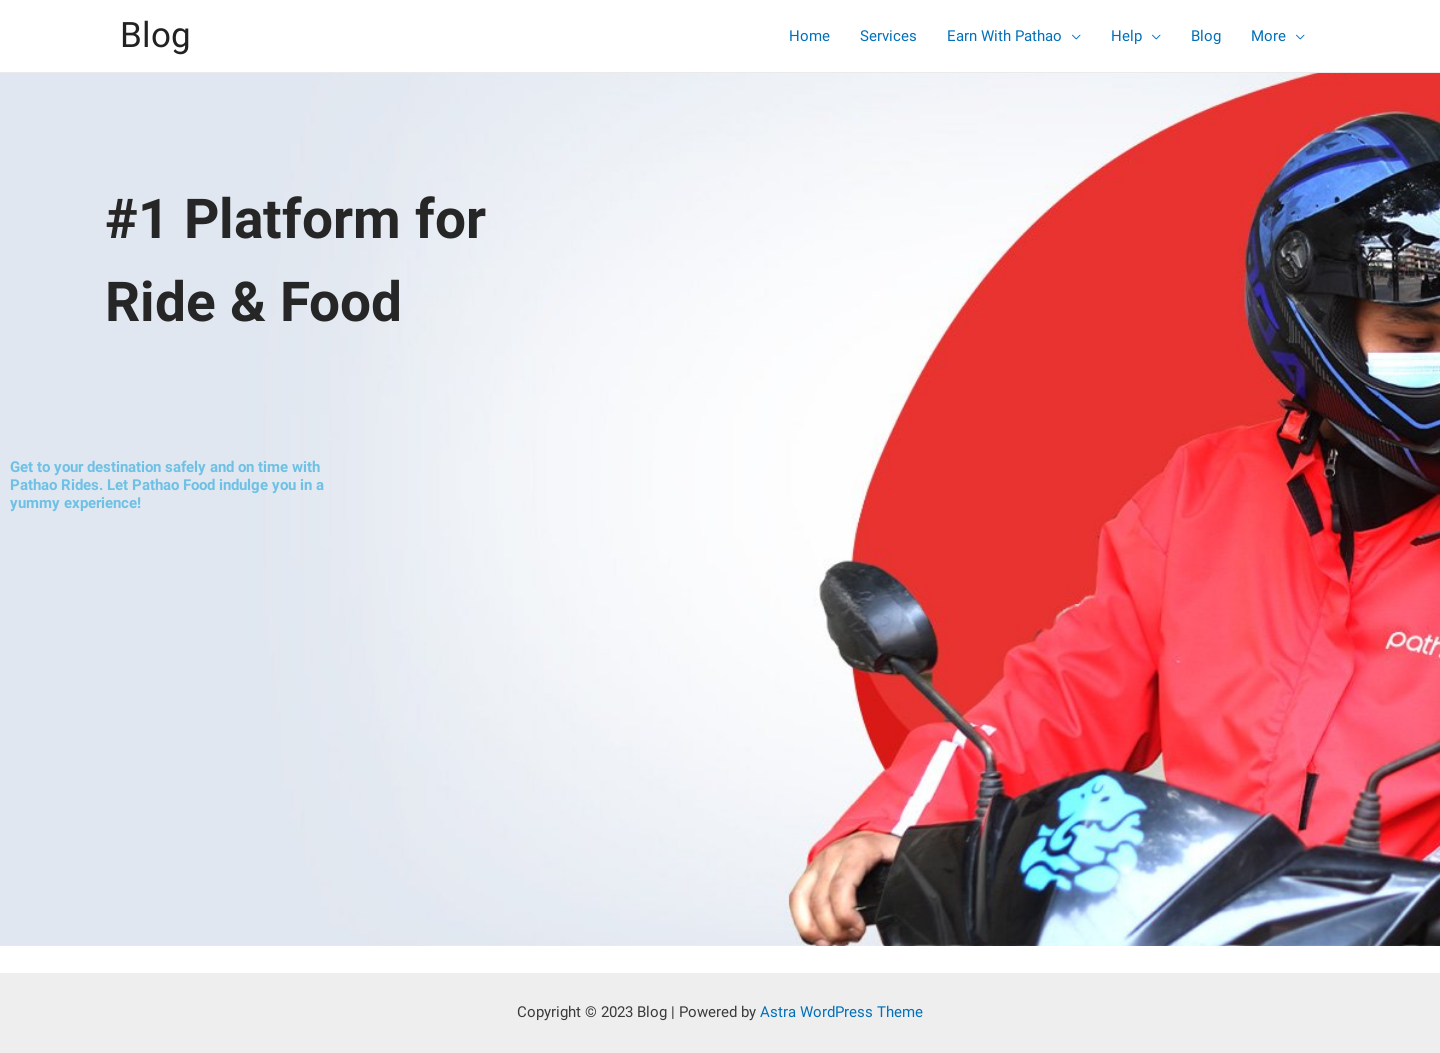 Blog
Home Services Earn With Pathao Help Blog More
#1 Platform for
Ride & Food
Get to your destination safely and on time with
Pathao Rides. Let Pathao Food indulge you in a
yummy experience!
Copyright © 2023 Blog | Powered by Astra WordPress Theme